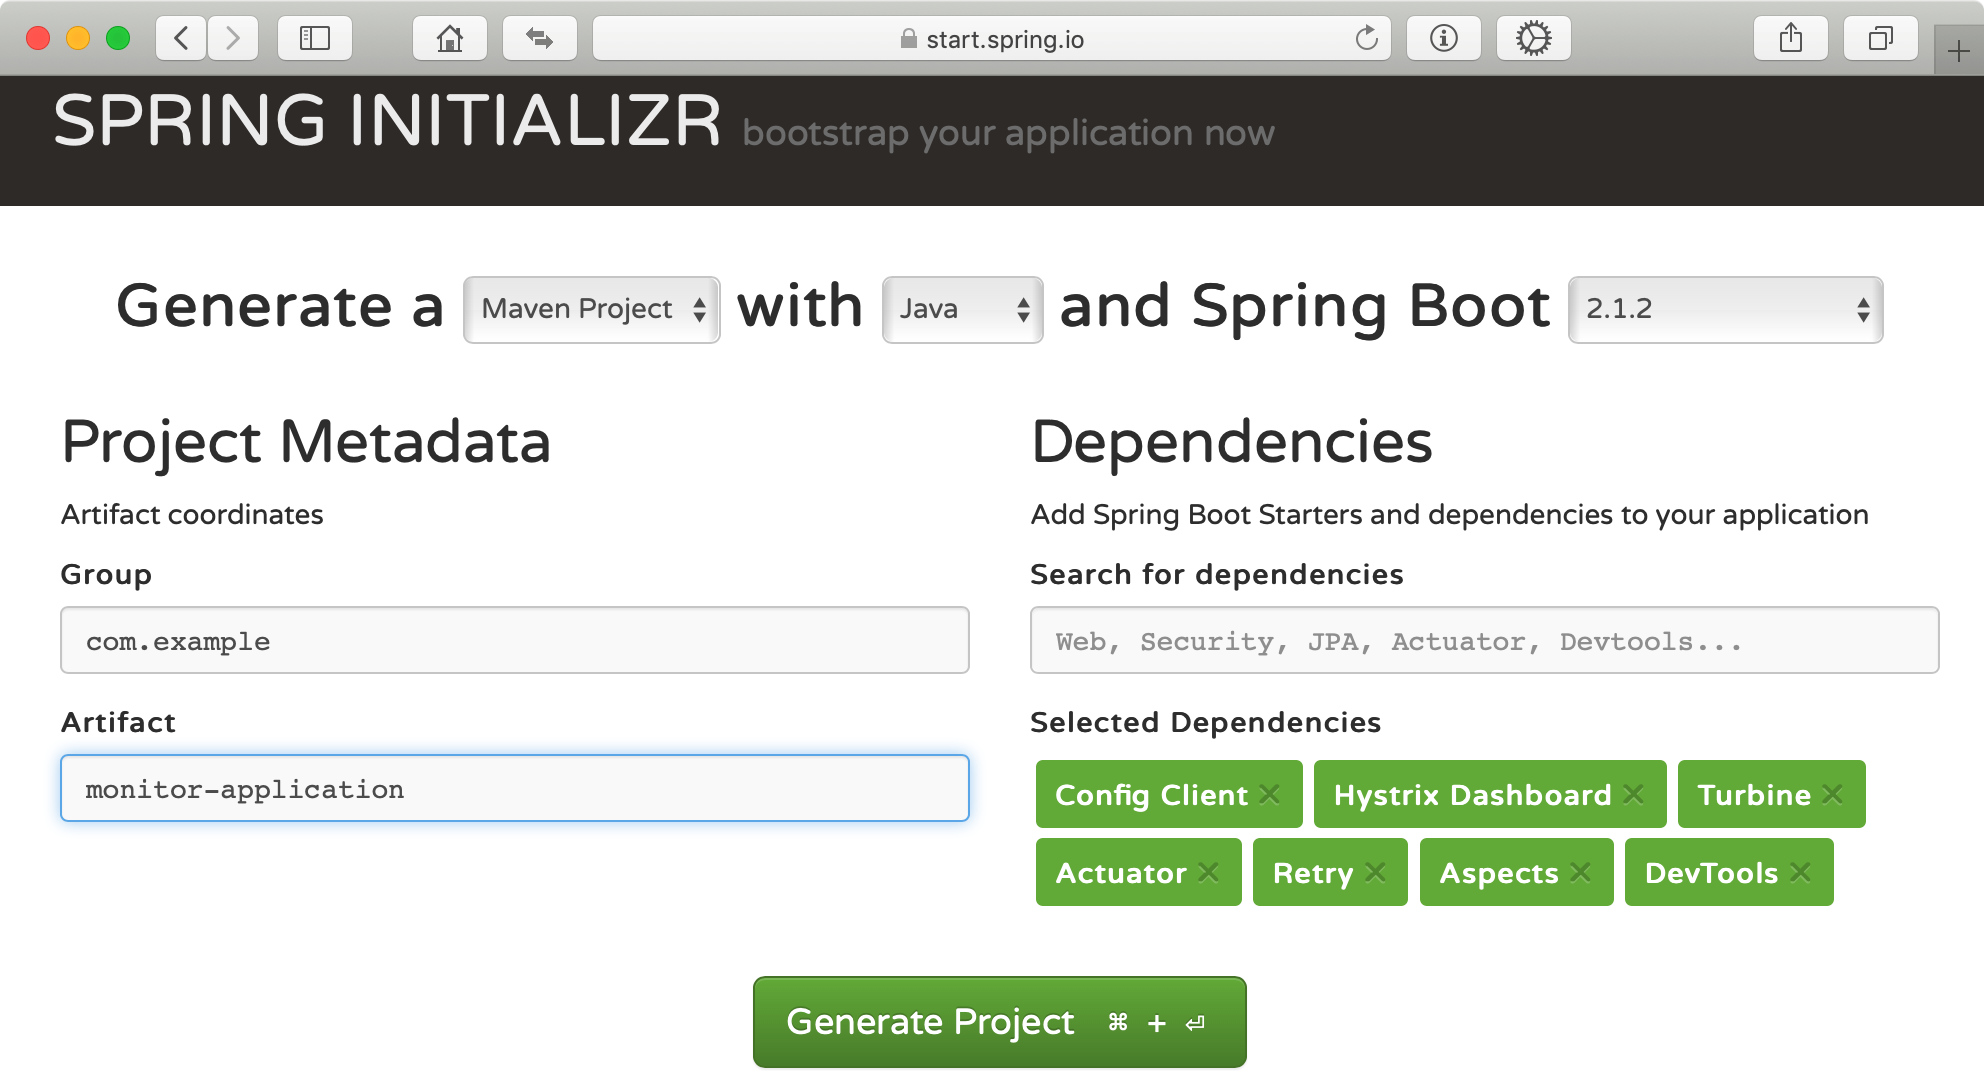 start.spring.io
SPRING INITIALIZR bootstrap your application now
Generate a Maven Project with Java and Spring Boot 2.1.2
Project Metadata
Artifact coordinates
Group
com.example
Artifact
monitor-application
Dependencies
Add Spring Boot Starters and dependencies to your application
Search for dependencies
Web, Security, JPA, Actuator, Devtools...
Selected Dependencies
Config Client × Hystrix Dashboard × Turbine ×
Actuator × Retry × Aspects × DevTools ×
Generate Project ⌘ + ⏎